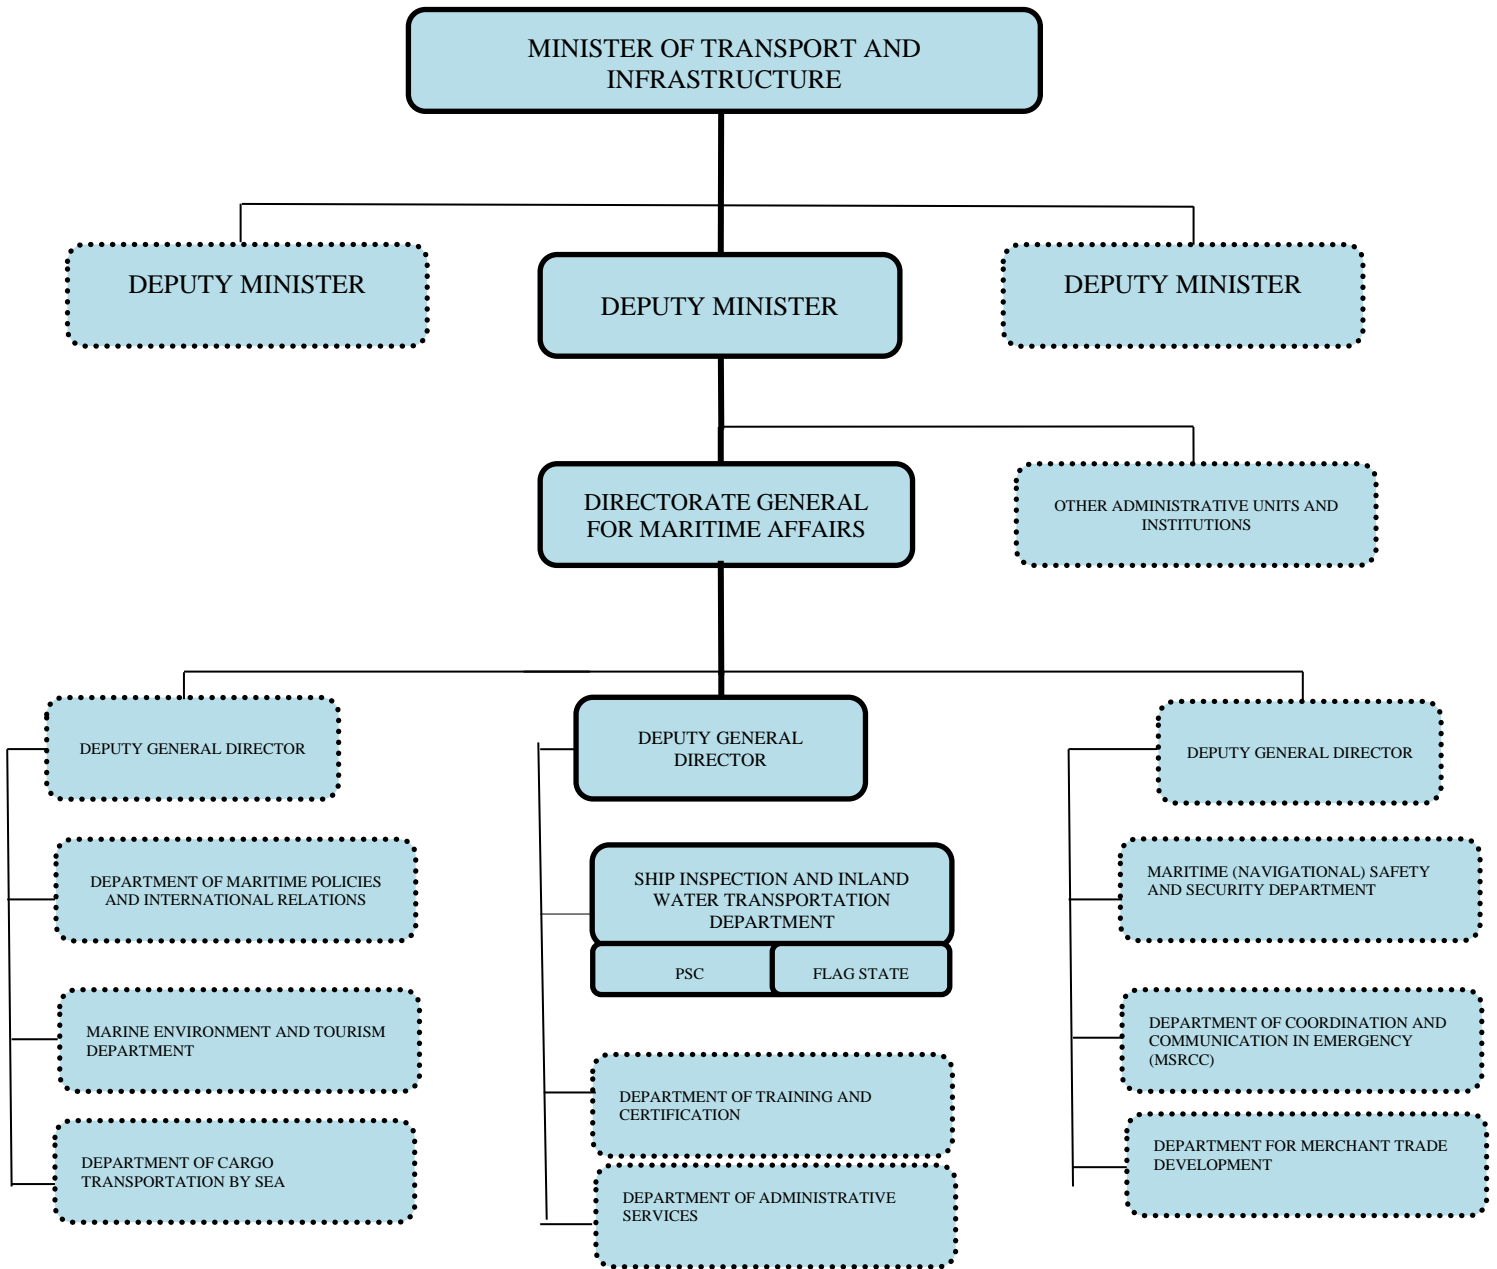 MINISTER OF TRANSPORT AND
INFRASTRUCTURE
DEPUTY MINISTER
DEPUTY MINISTER
DEPUTY MINISTER
DIRECTORATE GENERAL
FOR MARITIME AFFAIRS
OTHER ADMINISTRATIVE UNITS AND
INSTITUTIONS
DEPUTY GENERAL DIRECTOR
DEPARTMENT OF MARITIME POLICIES
AND INTERNATIONAL RELATIONS
MARINE ENVIRONMENT AND TOURISM
DEPARTMENT
DEPARTMENT OF CARGO
TRANSPORTATION BY SEA
DEPUTY GENERAL
DIRECTOR
SHIP INSPECTION AND INLAND
WATER TRANSPORTATION
DEPARTMENT
PSC
FLAG STATE
DEPARTMENT OF TRAINING AND
CERTIFICATION
DEPARTMENT OF ADMINISTRATIVE
SERVICES
DEPUTY GENERAL DIRECTOR
MARITIME (NAVIGATIONAL) SAFETY
AND SECURITY DEPARTMENT
DEPARTMENT OF COORDINATION AND
COMMUNICATION IN EMERGENCY
(MSRCC)
DEPARTMENT FOR MERCHANT TRADE
DEVELOPMENT